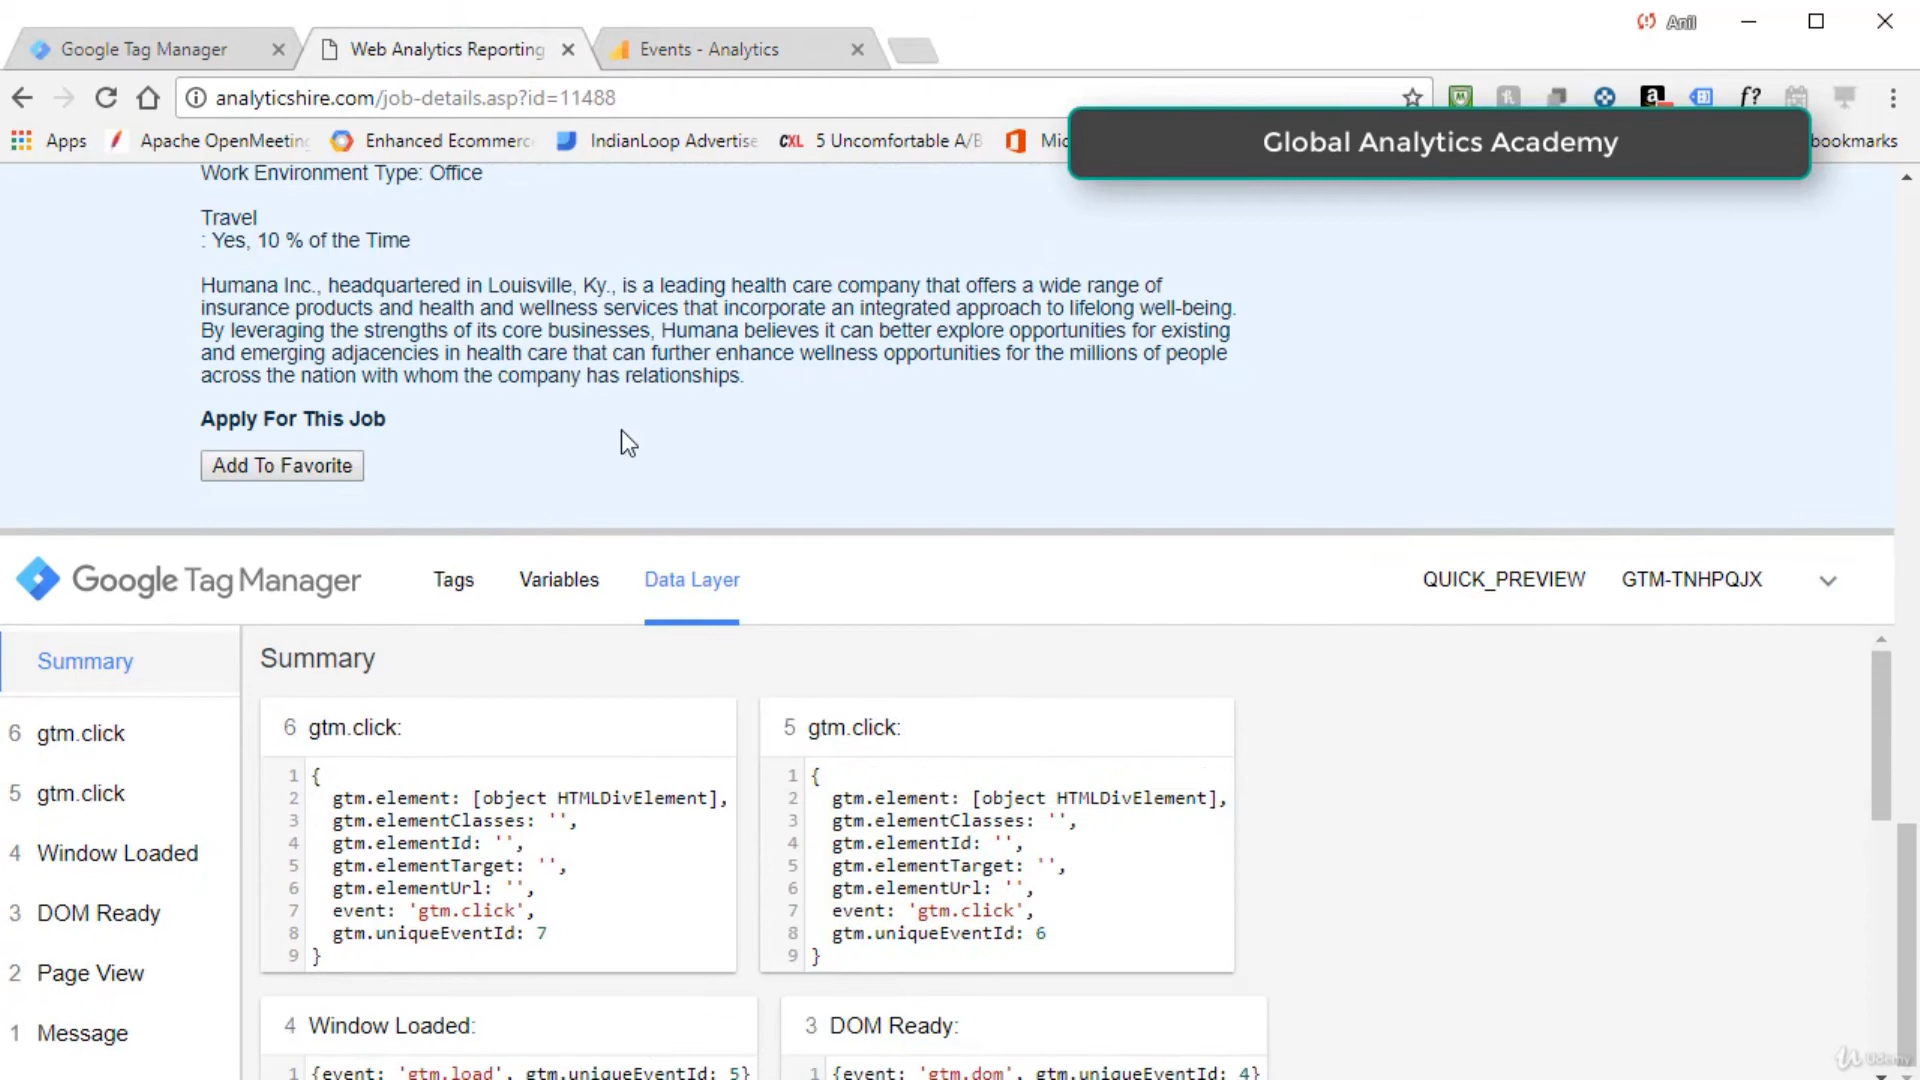 Anil
Google Tag Manager
Web Analytics Reporting
Events - Analytics
analyticshire.com/job-details.asp?id=11488
Apps
Apache OpenMeeting
Enhanced Ecommerc
IndianLoop Advertise
CXL 5 Uncomfortable A/B
Mic
bookmarks
Global Analytics Academy
Work Environment Type: Office
Travel
: Yes, 10 % of the Time
Humana Inc., headquartered in Louisville, Ky., is a leading health care company that offers a wide range of
insurance products and health and wellness services that incorporate an integrated approach to lifelong well-being.
By leveraging the strengths of its core businesses, Humana believes it can better explore opportunities for existing
and emerging adjacencies in health care that can further enhance wellness opportunities for the millions of people
across the nation with whom the company has relationships.
Apply For This Job
Add To Favorite
Google Tag Manager
Tags
Variables
Data Layer
QUICK_PREVIEW
GTM-TNHPQJX
Summary
6 gtm.click
5 gtm.click
4 Window Loaded
3 DOM Ready
2 Page View
1 Message
Summary
6 gtm.click:
1 {
2 gtm.element: [object HTMLDivElement],
3 gtm.elementClasses: '',
4 gtm.elementId: '',
5 gtm.elementTarget: '',
6 gtm.elementUrl: '',
7 event: 'gtm.click',
8 gtm.uniqueEventId: 7
9 }
5 gtm.click:
1 {
2 gtm.element: [object HTMLDivElement],
3 gtm.elementClasses: '',
4 gtm.elementId: '',
5 gtm.elementTarget: '',
6 gtm.elementUrl: '',
7 event: 'gtm.click',
8 gtm.uniqueEventId: 6
9 }
4 Window Loaded:
1 {event: 'gtm.load', gtm.uniqueEventId: 5}
3 DOM Ready:
1 {event: 'gtm.dom', gtm.uniqueEventId: 4}
Udemy